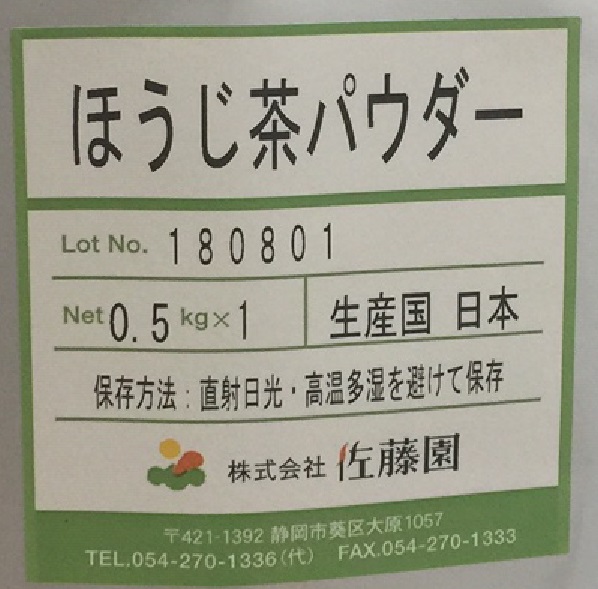 ほうじ茶パウダー
Lot No. 180801
Net 0.5 kg×1 生産国 日本
保存方法：直射日光・高温多湿を避けて保存
株式会社 佐藤園
〒421-1392 静岡市葵区大原1057
TEL.054-270-1336(代) FAX.054-270-1333